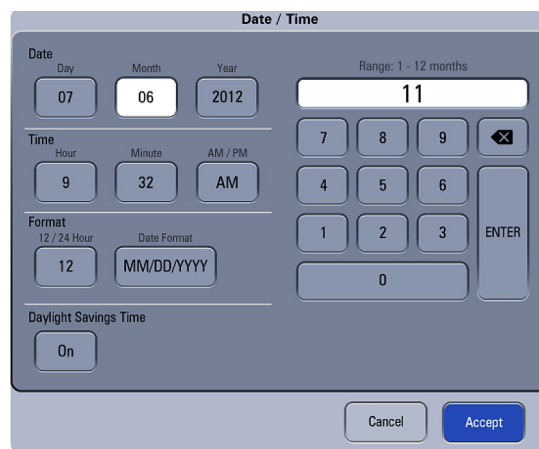 Date / Time
Date
Day Month Year
07 06 2012
Time
Hour Minute AM / PM
9 32 AM
Format
12 / 24 Hour Date Format
12 MM/DD/YYYY
Daylight Savings Time
On
Range: 1 - 12 months
11
7 8 9
4 5 6
1 2 3 ENTER
0
Cancel Accept